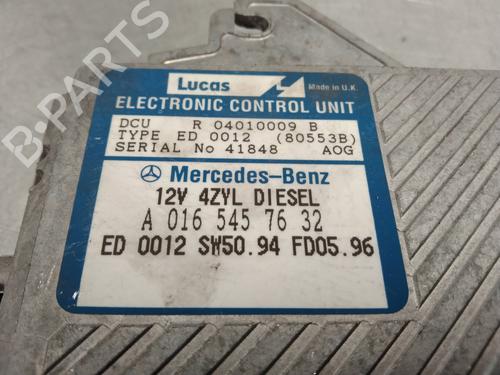 Lucas
Made in U.K.
ELECTRONIC CONTROL UNIT
DCU R 04010009 B
TYPE ED 0012 (80553B)
SERIAL No 41848 AOG
Mercedes-Benz
12V 4ZYL DIESEL
A 016 545 76 32
ED 0012 SW50.94 FD05.96
B-PARTS